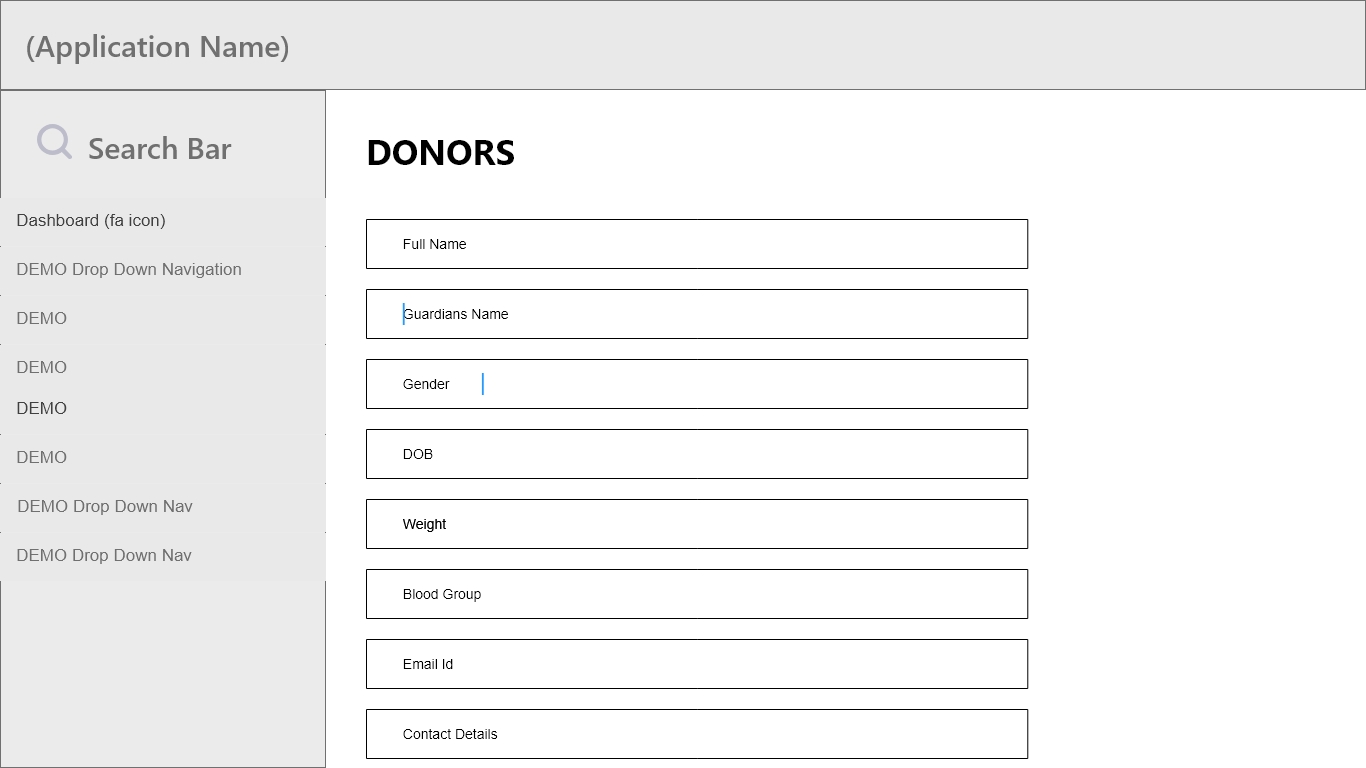 (Application Name)
Search Bar
Dashboard (fa icon)
DEMO Drop Down Navigation
DEMO
DEMO
DEMO
DEMO
DEMO Drop Down Nav
DEMO Drop Down Nav
DONORS
Full Name
Guardians Name
Gender
DOB
Weight
Blood Group
Email Id
Contact Details